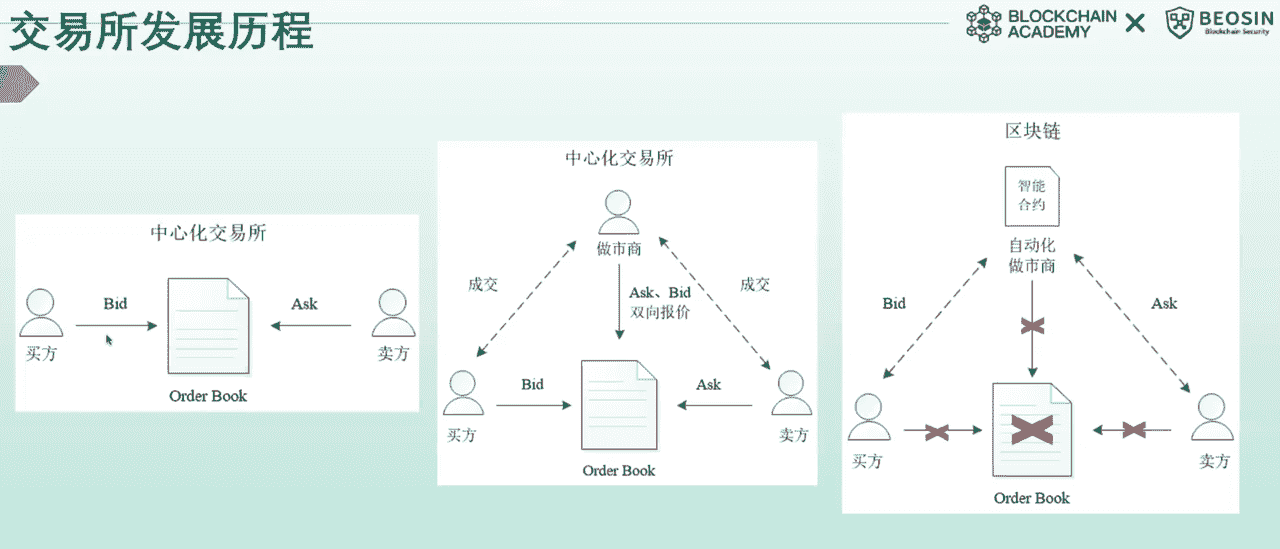 交易所发展历程
BLOCKCHAIN
ACADEMY
BEOSIN
Blockchain Security
中心化交易所
Bid
Ask
买方
卖方
Order Book
中心化交易所
做市商
成交
成交
Ask、Bid
双向报价
Bid
Ask
买方
卖方
Order Book
区块链
智能
合约
自动化
做市商
Bid
Ask
买方
卖方
Order Book